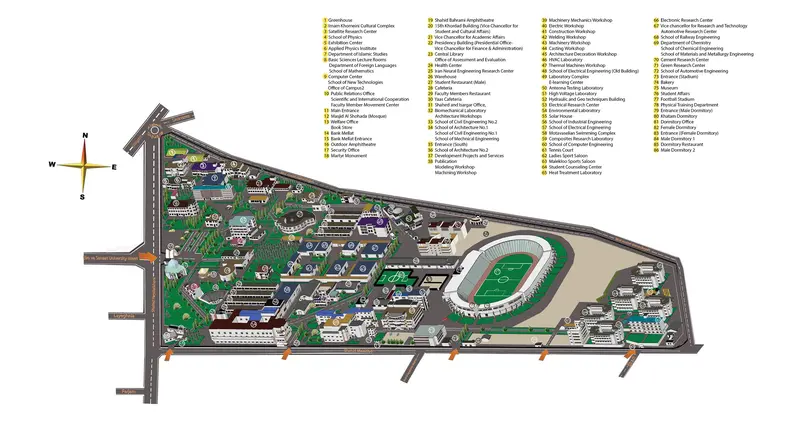 1 Greenhouse
2 Imam Khomeini Cultural Complex
3 Satellite Research Center
4 School of Physics
5 Exhibition Center
6 Applied Physics Institute
7 Department of Islamic Studies
8 Basic Sciences Lecture Rooms
Department of Foreign Languages
School of Mathematics
9 Computer Center
School of New Technologies
Office of Campus2
10 Public Relations Office
Scientific and International Cooperation
Faculty Member Movement Center
11 Main Entrance
12 Masjid Al Shohada (Mosque)
13 Welfare Office
Book Store
14 Bank Mellat
15 Bank Mellat Entrance
16 Outdoor Amphitheatre
17 Security Office
18 Martyr Monument
19 Shahid Bahrami Amphitheatre
20 15th Khordad Building (Vice Chancellor for
Student and Cultural Affairs)
21 Vice Chancellor for Academic Affairs
22 Presidency Building (Presidential Office
Vice Chancellor for Finance & Administration)
23 Central Library
Office of Assessment and Evaluation
24 Health Center
25 Iran Neural Engineering Research Center
26 Warehouse
27 Student Restaurant (Male)
28 Cafeteria
29 Faculty Members Restaurant
30 Yaas Cafeteria
31 Shahed and Isargar Office,
32 Biomechanical Laboratory
Architecture Workshops
33 School of Civil Engineering No.2
34 School of Architecture No.1
School of Civil Engineering No.1
School of Mechnical Engineering
35 Entrance (South)
36 School of Architecture No.2
37 Development Projects and Services
38 Publication
Modeling Workshop
Machining Workshop
39 Machinery Mechanics Workshop
40 Electric Workshop
41 Construction Workshop
42 Welding Workshop
43 Machinery Workshop
44 Casting Workshop
45 Architecture Decoration Workshop
46 HVAC Laboratory
47 Thermal Machines Workshop
48 School of Electrical Engineering (Old Building)
49 Laboratory Complex
E-learning Center
50 Antenna Testing Laboratory
51 High Voltage Laboratory
52 Hydraulic and Geo techniques Building
53 Electrical Research Center
54 Environmental Laboratory
55 Solar House
56 School of Industrial Engineering
57 School of Electrical Engineering
58 Motevaselian Swimming Complex
59 Composites Research Laboratory
60 School of Computer Engineering
61 Tennis Court
62 Ladies Sport Saloon
63 Malekloo Sports Saloon
64 Student Counseling Center
65 Heat Treatment Laboratory
66 Electronic Research Center
67 Vice chancellor for Research and Technology
Automotive Research Center
68 School of Railway Engineering
69 Department of Chemistry
School of Chemical Engineering
School of Materials and Metallurgy Engineering
70 Cement Research Center
71 Green Research Center
72 School of Automotive Engineering
73 Entrance (Stadium)
74 Bakery
75 Museum
76 Student Affairs
77 Football Stadium
78 Physical Training Department
79 Entrance (Male Dormitory)
80 Khatam Dormitory
81 Dormitory Office
82 Female Dormitory
83 Entrance (Female Dormitory)
84 Male Dormitory 1
85 Dormitory Restaurant
86 Male Dormitory 2
N
W
E
S